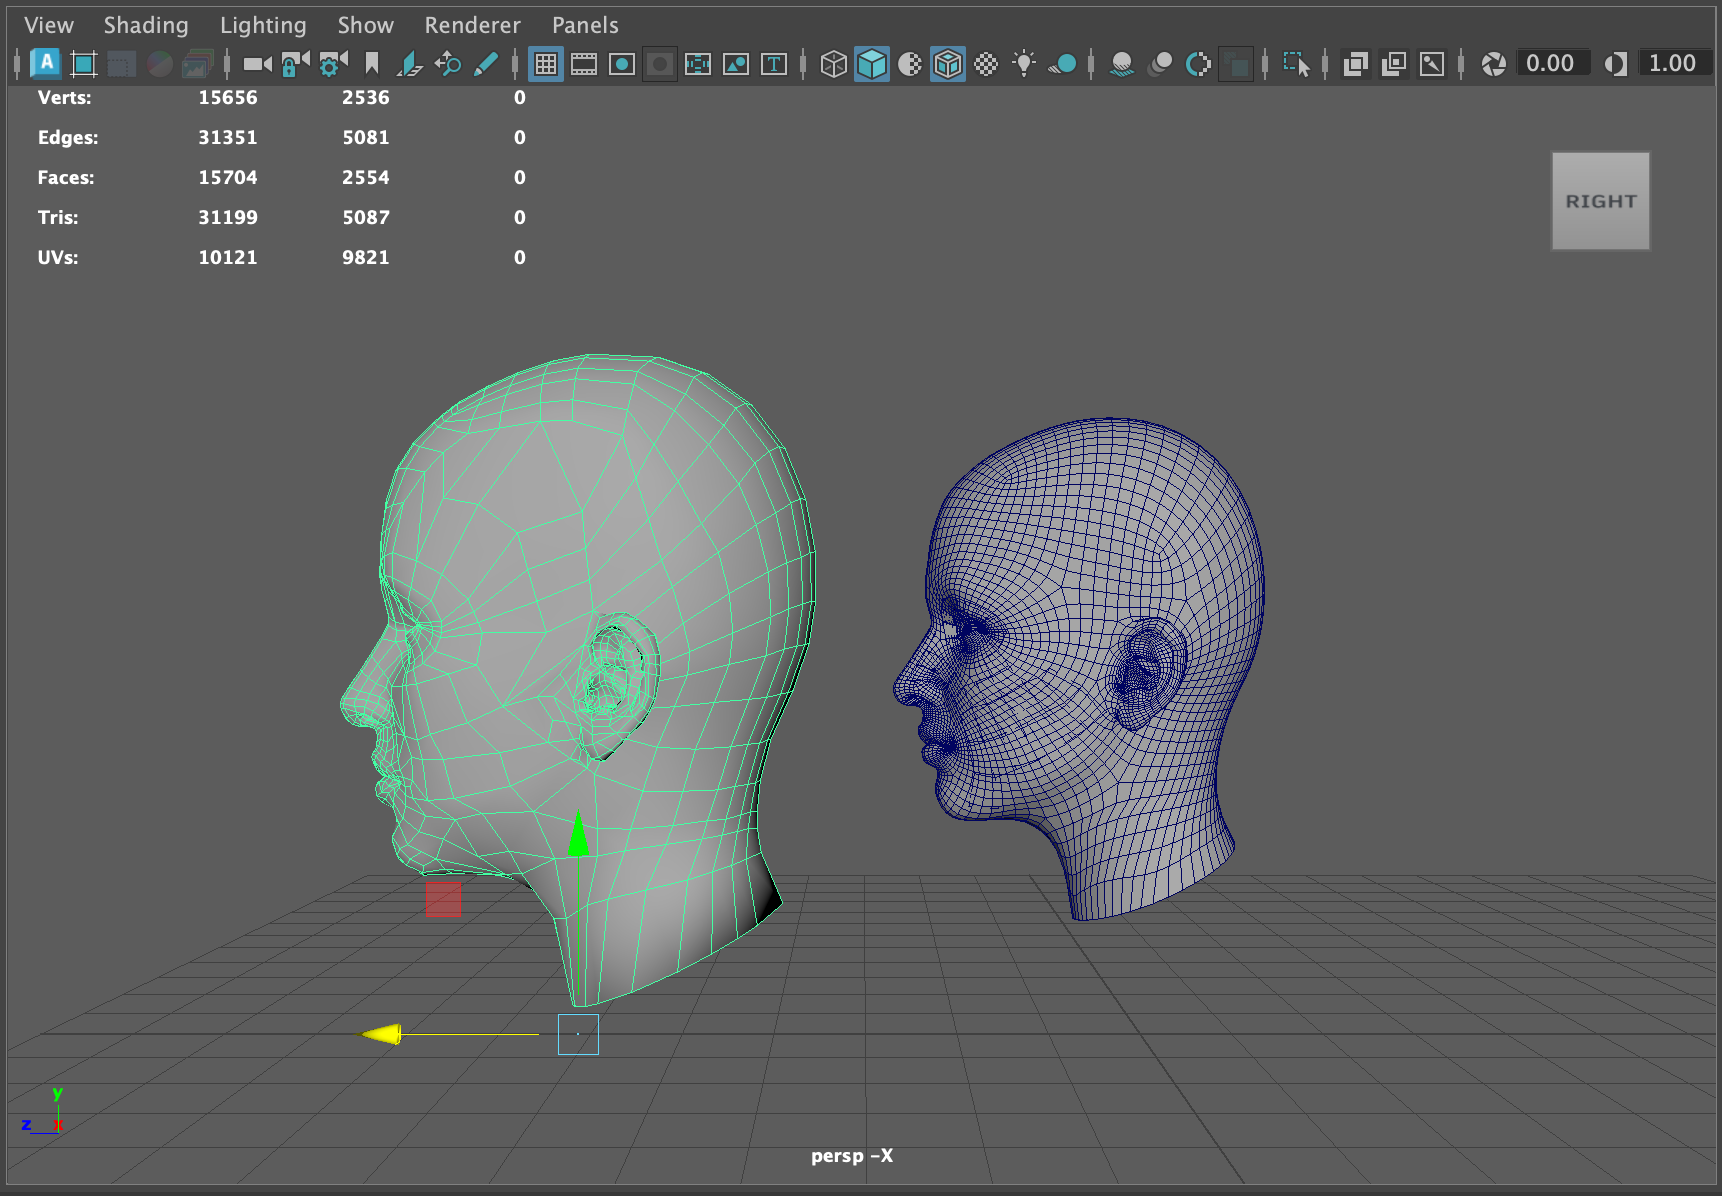 View Shading Lighting Show Renderer Panels
A T 0.00 1.00
Verts: 15656 2536 0
Edges: 31351 5081 0
Faces: 15704 2554 0
Tris: 31199 5087 0
UVs: 10121 9821 0
RIGHT
y
z x
persp -X